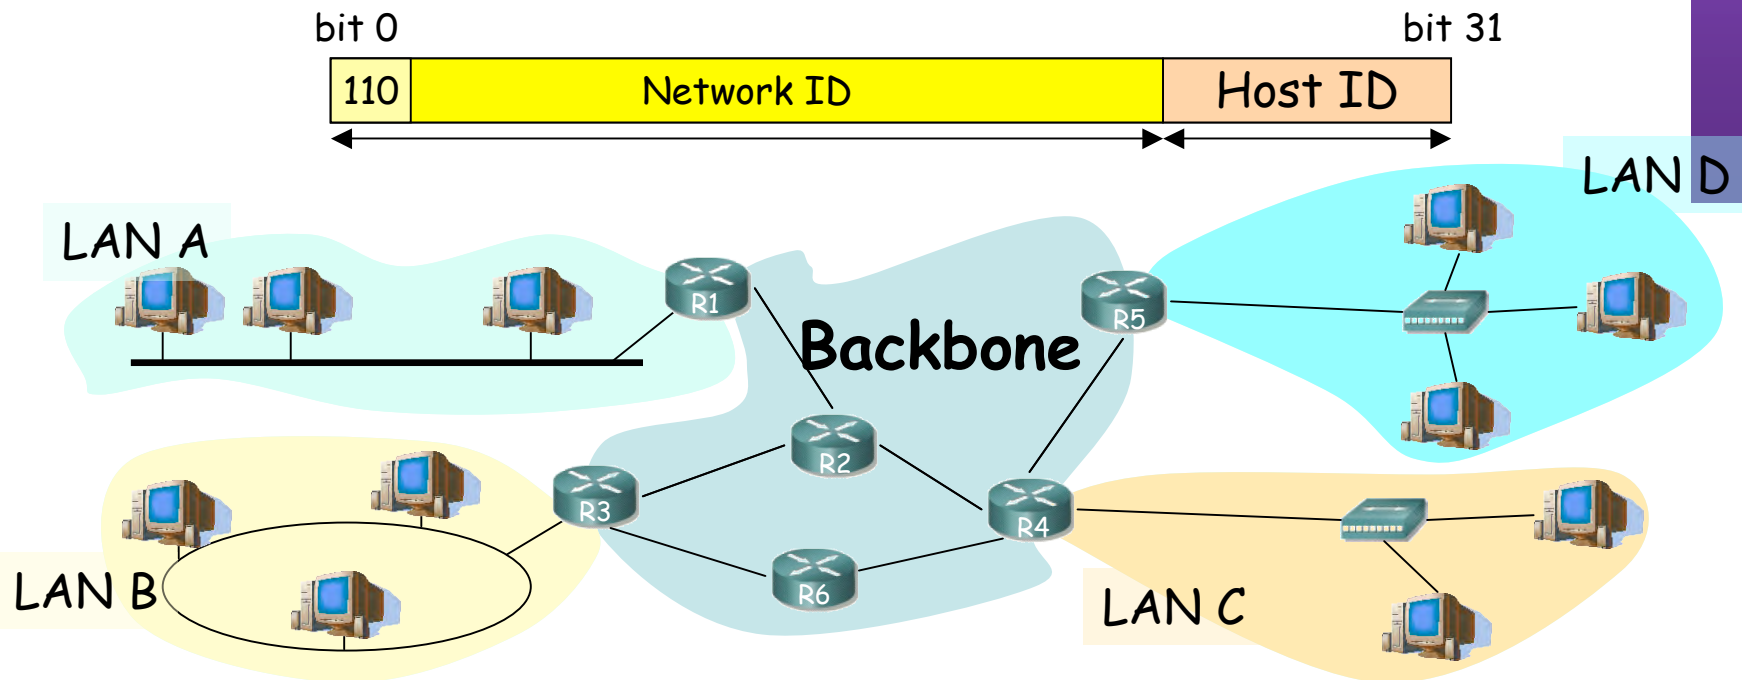 bit 0
bit 31
110
Network ID
Host ID
LAN D
LAN A
R1
R5
Backbone
R2
R3
R4
R6
LAN B
LAN C